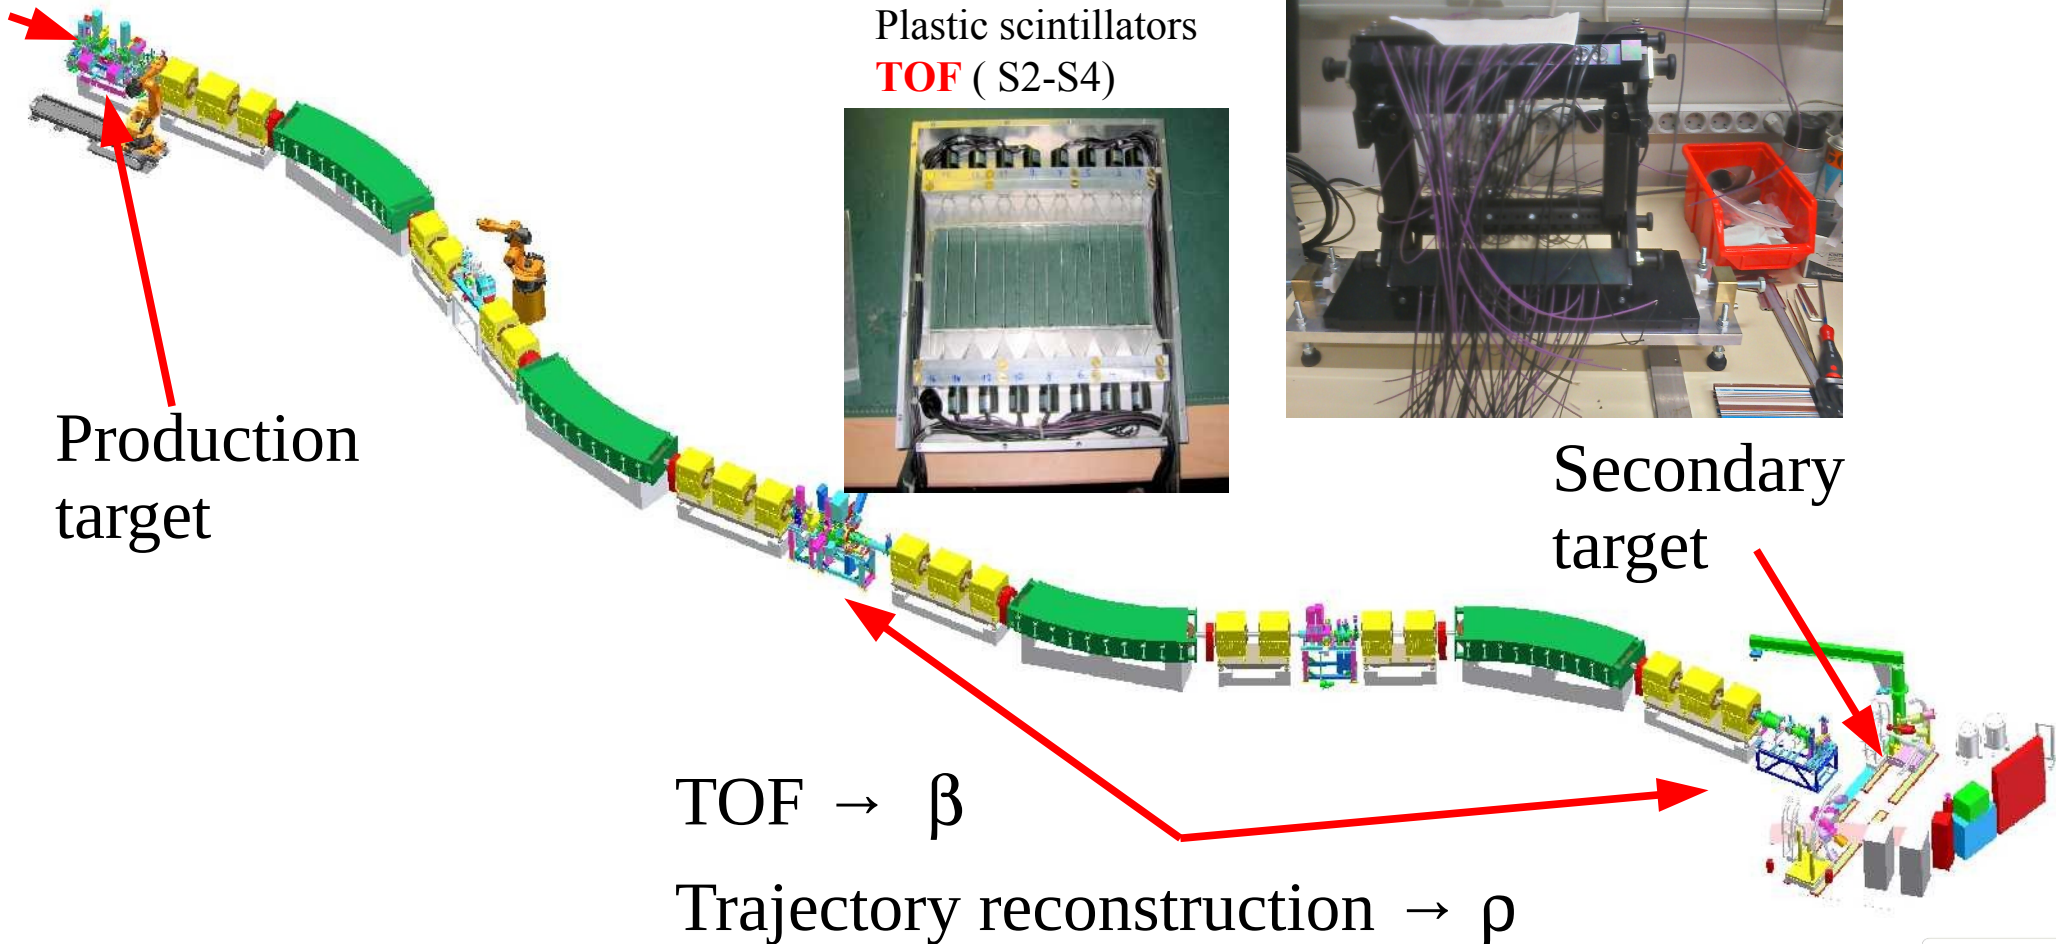 Plastic scintillators
TOF ( S2-S4)
Production
target
Secondary
target
TOF → β
Trajectory reconstruction → ρ